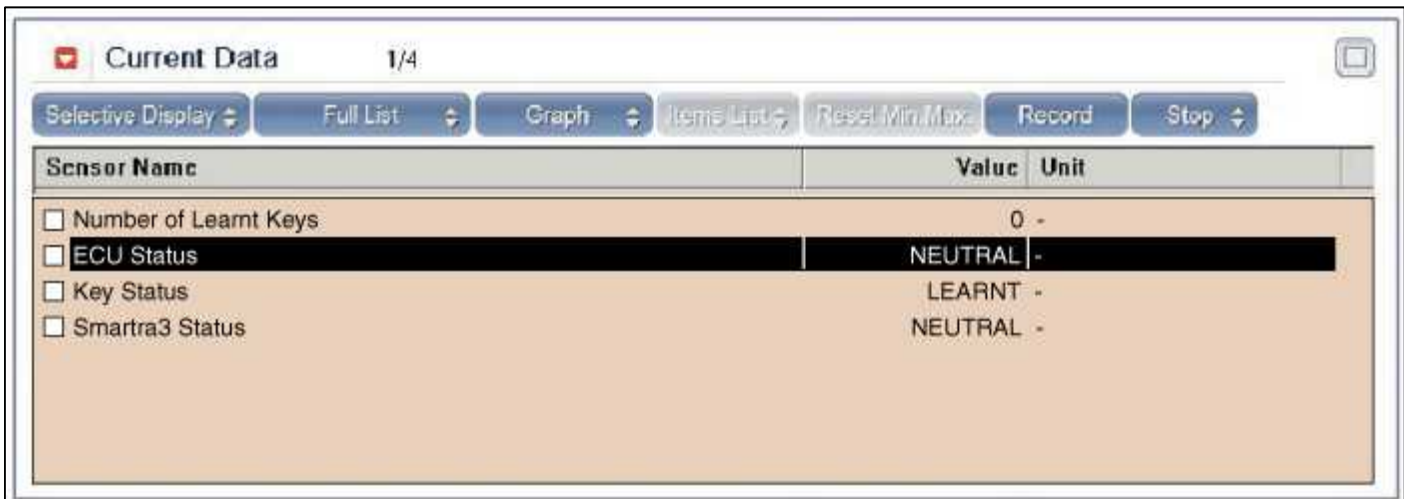 Current Data 1/4
Selective Display Full List Graph Items List Reset Min.Max. Record Stop
Sensor Name Value Unit
Number of Learnt Keys 0 -
ECU Status NEUTRAL -
Key Status LEARNT -
Smartra3 Status NEUTRAL -